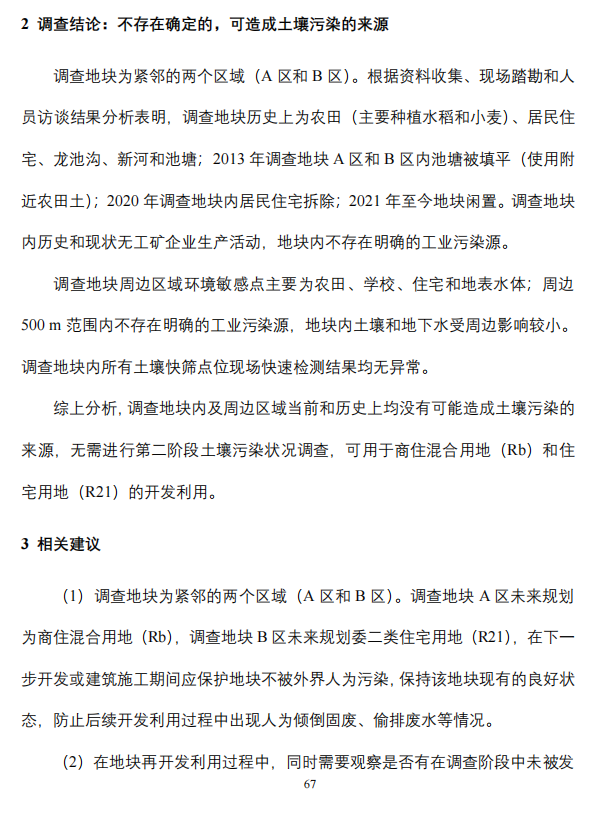 2 调查结论：不存在确定的，可造成土壤污染的来源
调查地块为紧邻的两个区域（A 区和 B 区）。根据资料收集、现场踏勘和人
员访谈结果分析表明，调查地块历史上为农田（主要种植水稻和小麦）、居民住
宅、龙池沟、新河和池塘；2013 年调查地块 A 区和 B 区内池塘被填平（使用附
近农田土）；2020 年调查地块内居民住宅拆除；2021 年至今地块闲置。调查地块
内历史和现状无工矿企业生产活动，地块内不存在明确的工业污染源。
调查地块周边区域环境敏感点主要为农田、学校、住宅和地表水体；周边
500 m 范围内不存在明确的工业污染源，地块内土壤和地下水受周边影响较小。
调查地块内所有土壤快筛点位现场快速检测结果均无异常。
综上分析，调查地块内及周边区域当前和历史上均没有可能造成土壤污染的
来源，无需进行第二阶段土壤污染状况调查，可用于商住混合用地（Rb）和住
宅用地（R21）的开发利用。
3 相关建议
（1）调查地块为紧邻的两个区域（A 区和 B 区）。调查地块 A 区未来规划
为商住混合用地（Rb），调查地块 B 区未来规划委二类住宅用地（R21），在下一
步开发或建筑施工期间应保护地块不被外界人为污染，保持该地块现有的良好状
态，防止后续开发利用过程中出现人为倾倒固废、偷排废水等情况。
（2）在地块再开发利用过程中，同时需要观察是否有在调查阶段中未被发
67